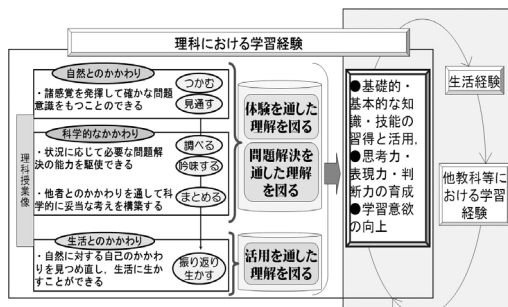 理科における学習経験
自然とのかかわり
・諸感覚を発揮して確かな問題
意識をもつことのできる
つかむ
見通す
科学的なかかわり
・状況に応じて必要な問題解
決の能力を駆使できる
・他者とのかかわりを通して科
学的に妥当な考えを構築する
調べる
吟味する
まとめる
生活とのかかわり
・自然に対する自己のかかわ
りを見つめ直し、生活に生か
すことができる
振り返り
生かす
理科授業像
体験を通した
理解を図る
問題解決
を通した理解
を図る
活用を通した
理解を図る
●基礎的・
基本的な知
識・技能の
習得と活用,
●思考力・
表現力・判
断力の育成
●学習意欲
の向上
生活経験
他教科等に
おける学習
経験